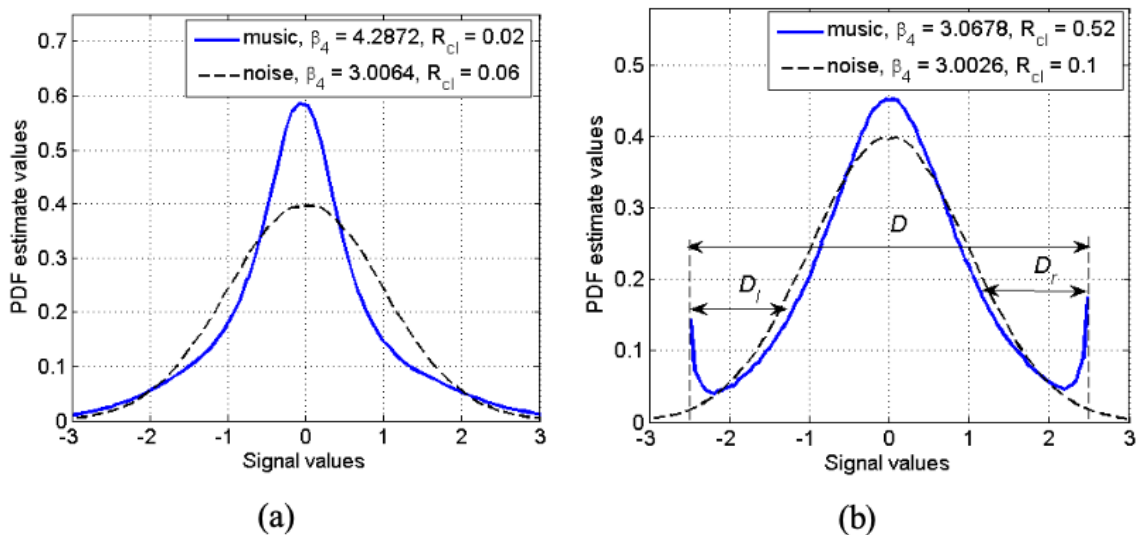 music, β4 = 4.2872, Rcl = 0.02
noise, β4 = 3.0064, Rcl = 0.06
0.7
0.6
0.5
0.4
0.3
0.2
0.1
0
PDF estimate values
-3 -2 -1 0 1 2 3
Signal values
(a)
music, β4 = 3.0678, Rcl = 0.52
noise, β4 = 3.0026, Rcl = 0.1
0.5
0.4
0.3
0.2
0.1
0
PDF estimate values
D
Dl
Dr
-3 -2 -1 0 1 2 3
Signal values
(b)